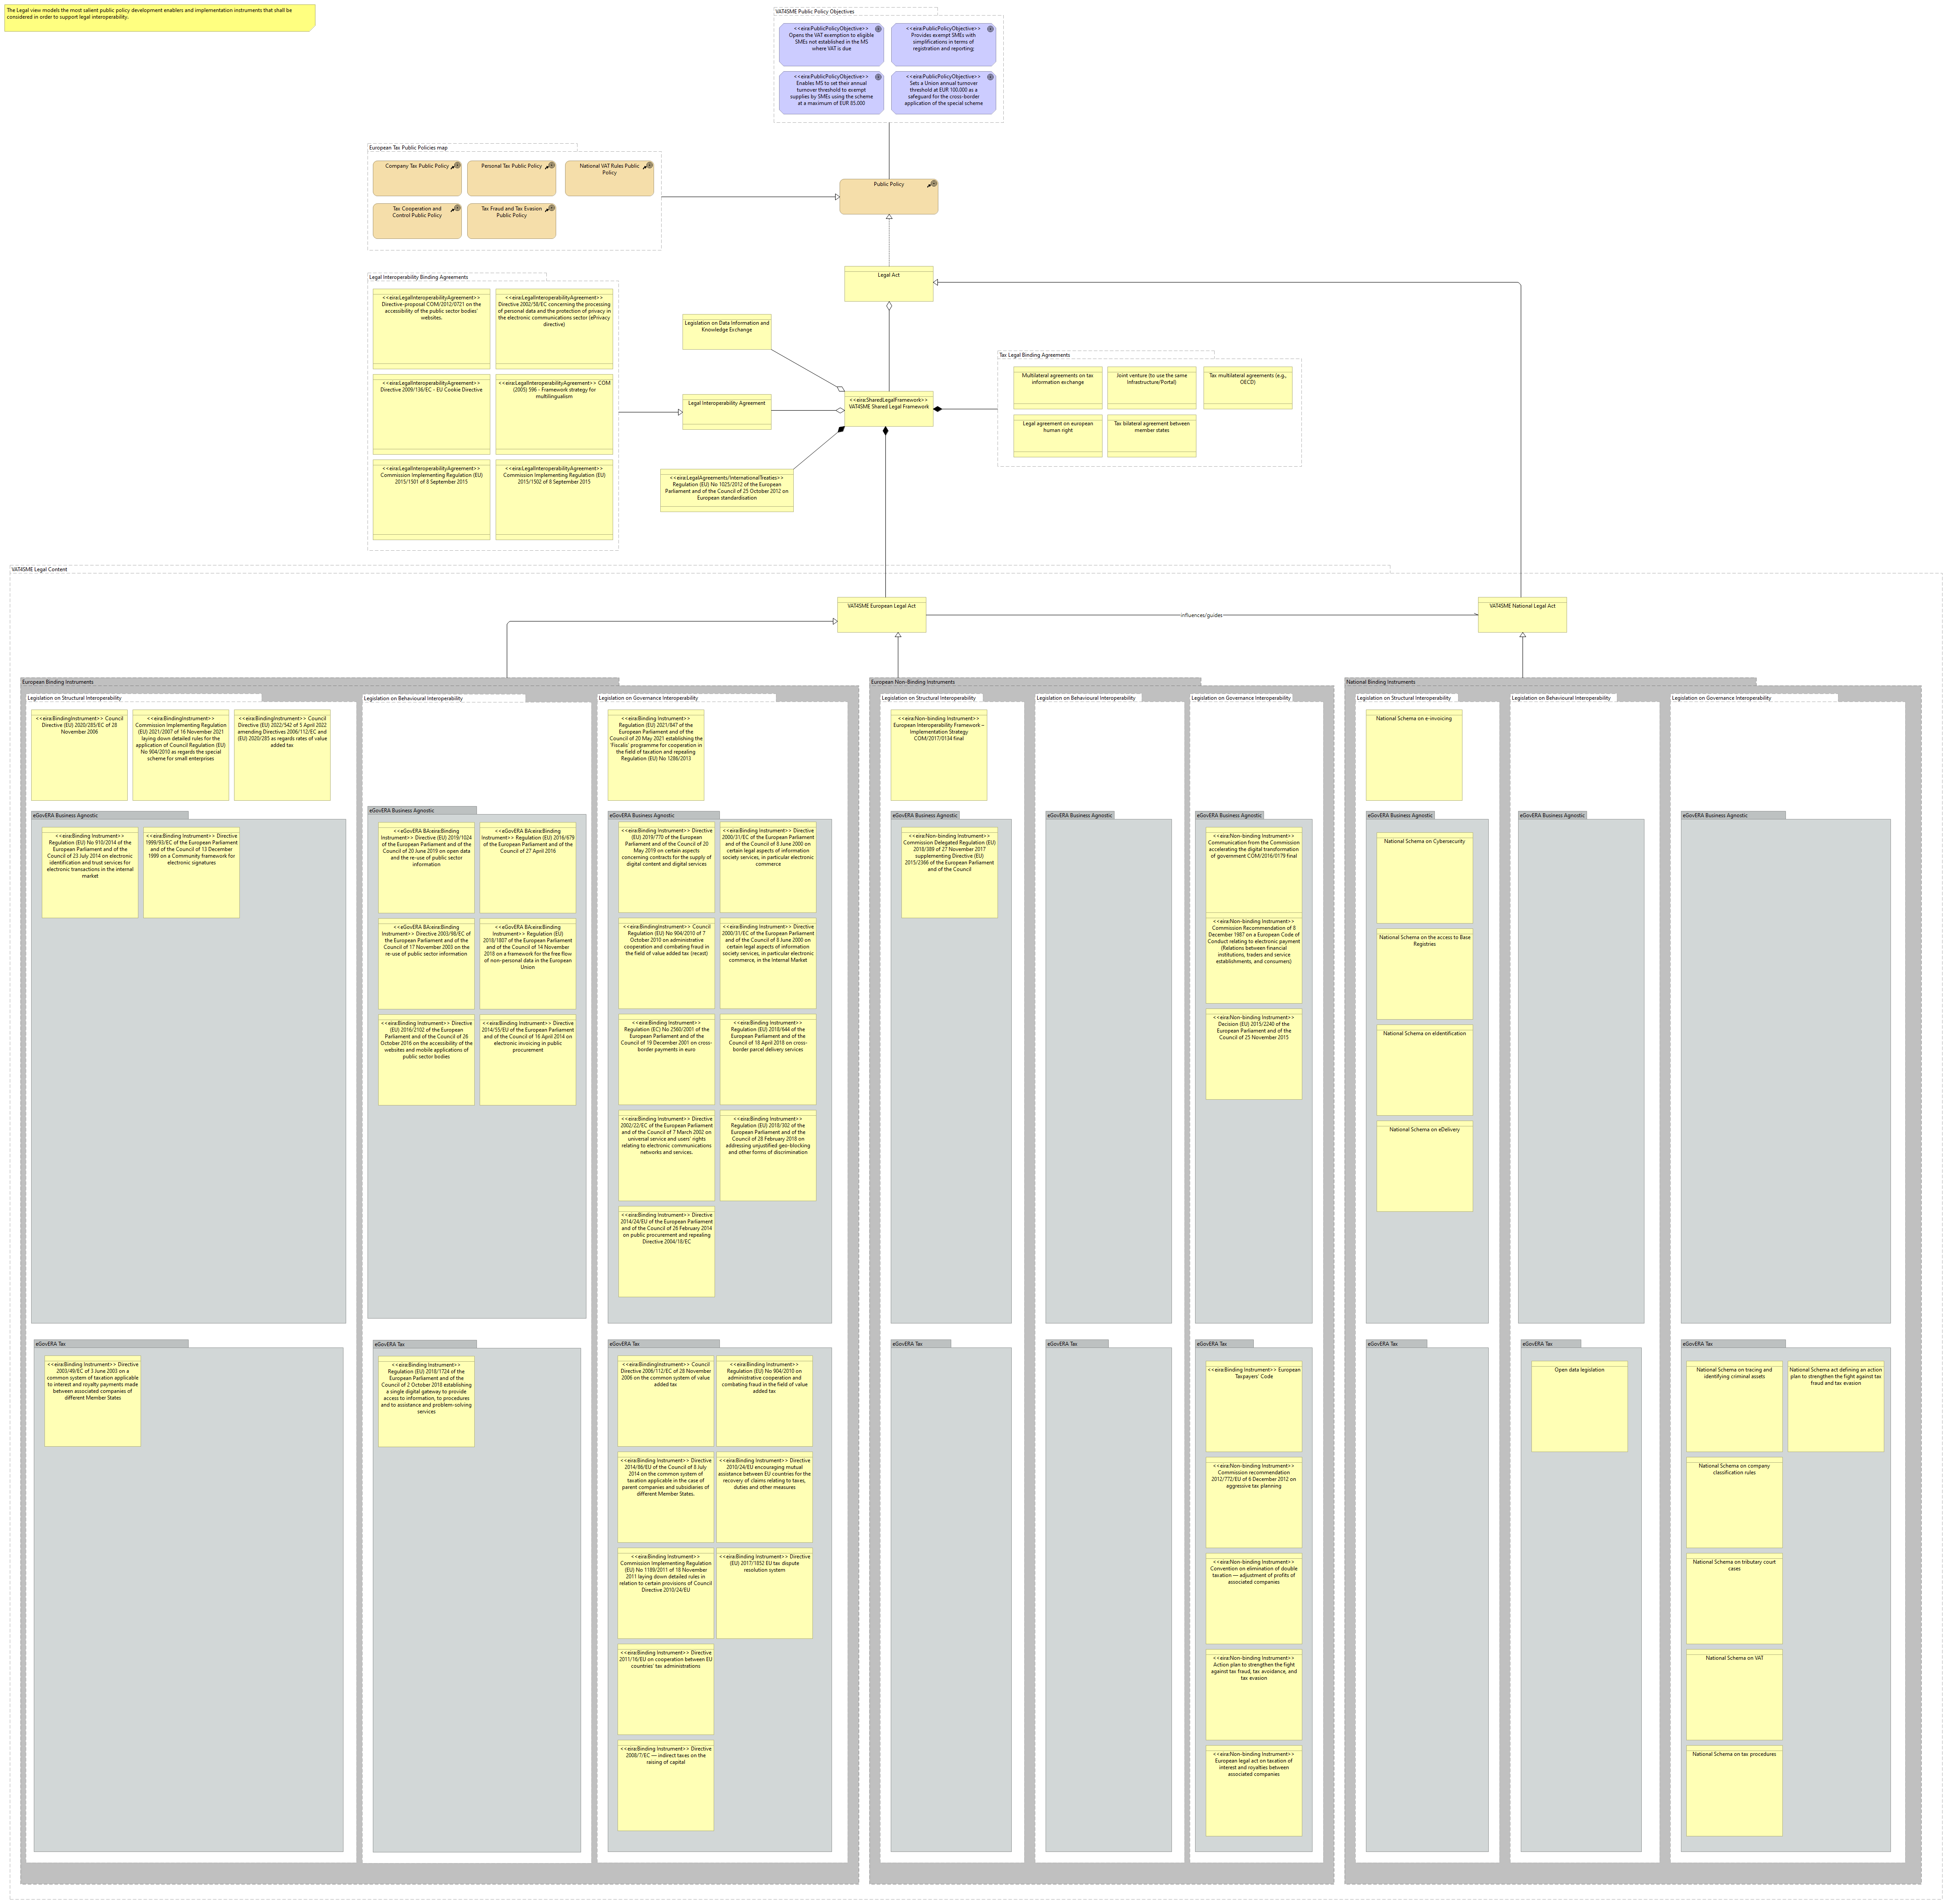 The Legal view models the most salient public policy development enablers and implementation instruments that shall be
considered in order to support legal interoperability.
VAT4SME Public Policy Objectives
<<eira:PublicPolicyObjective>>
Opens the VAT exemption to eligible
SMEs not established in the MS
where VAT is due
<<eira:PublicPolicyObjective>>
Provides exempt SMEs with
simplifications in terms of
registration and reporting;
<<eira:PublicPolicyObjective>>
Enables MS to set their annual
turnover threshold to exempt
supplies by SMEs using the scheme
at a maximum of EUR 85.000
<<eira:PublicPolicyObjective>>
Sets a Union annual turnover
threshold at EUR 100.000 as a
safeguard for the cross-border
application of the special scheme
European Tax Public Policies map
Company Tax Public Policy
Personal Tax Public Policy
National VAT Rules Public
Policy
Tax Cooperation and
Control Public Policy
Tax Fraud and Tax Evasion
Public Policy
Public Policy
Legal Act
Legal Interoperability Binding Agreements
<<eira:LegalInteroperabilityAgreement>>
Directive-proposal COM/2012/0721 on the
accessibility of the public sector bodies'
websites.
<<eira:LegalInteroperabilityAgreement>>
Directive 2002/58/EC concerning the processing
of personal data and the protection of privacy in
the electronic communications sector (ePrivacy
directive)
<<eira:LegalInteroperabilityAgreement>>
Directive 2009/136/EC - EU Cookie Directive
<<eira:LegalInteroperabilityAgreement>> COM
(2005) 596 - Framework strategy for
multilingualism
<<eira:LegalInteroperabilityAgreement>>
Commission Implementing Regulation (EU)
2015/1501 of 8 September 2015
<<eira:LegalInteroperabilityAgreement>>
Commission Implementing Regulation (EU)
2015/1502 of 8 September 2015
Legislation on Data Information and
Knowledge Exchange
Legal Interoperability Agreement
<<eira:SharedLegalFramework>>
VAT4SME Shared Legal Framework
<<eira:LegalAgreements/InternationalTreaties>>
Regulation (EU) No 1025/2012 of the European
Parliament and of the Council of 25 October 2012 on
European standardisation
Tax Legal Binding Agreements
Multilateral agreements on tax
information exchange
Joint venture (to use the same
Infrastructure/Portal)
Tax multilateral agreements (e.g.,
OECD)
Legal agreement on european
human right
Tax bilateral agreement between
member states
VAT4SME Legal Content
VAT4SME European Legal Act
influences/guides
VAT4SME National Legal Act
European Binding Instruments
Legislation on Structural Interoperability
<<eira:BindingInstrument>> Council
Directive (EU) 2020/285/EC of 28
November 2006
<<eira:BindingInstrument>>
Commission Implementing Regulation
(EU) 2021/2007 of 16 November 2021
laying down detailed rules for the
application of Council Regulation (EU)
No 904/2010 as regards the special
scheme for small enterprises
<<eira:BindingInstrument>> Council
Directive (EU) 2022/542 of 5 April 2022
amending Directives 2006/112/EC and
(EU) 2020/285 as regards rates of value
added tax
eGovERA Business Agnostic
<<eira:Binding Instrument>>
Regulation (EU) No 910/2014 of the
European Parliament and of the
Council of 23 July 2014 on electronic
identification and trust services for
electronic transactions in the internal
market
<<eira:Binding Instrument>> Directive
1999/93/EC of the European Parliament
and of the Council of 13 December
1999 on a Community framework for
electronic signatures
eGovERA Tax
<<eira:Binding Instrument>> Directive
2003/49/EC of 3 June 2003 on a
common system of taxation applicable
to interest and royalty payments made
between associated companies of
different Member States
Legislation on Behavioural Interoperability
eGovERA Business Agnostic
<<eGovERA BA:eira:Binding
Instrument>> Directive (EU) 2019/1024
of the European Parliament and of the
Council of 20 June 2019 on open data
and the re-use of public sector
information
<<eGovERA BA:eira:Binding
Instrument>> Regulation (EU) 2016/679
of the European Parliament and of the
Council of 27 April 2016
<<eGovERA BA:eira:Binding
Instrument>> Directive 2003/98/EC of
the European Parliament and of the
Council of 17 November 2003 on the
re-use of public sector information
<<eGovERA BA:eira:Binding
Instrument>> Regulation (EU)
2018/1807 of the European Parliament
and of the Council of 14 November
2018 on a framework for the free flow
of non-personal data in the European
Union
<<eira:Binding Instrument>> Directive
(EU) 2016/2102 of the European
Parliament and of the Council of 26
October 2016 on the accessibility of the
websites and mobile applications of
public sector bodies
<<eira:Binding Instrument>> Directive
2014/55/EU of the European Parliament
and of the Council of 16 April 2014 on
electronic invoicing in public
procurement
eGovERA Tax
<<eira:Binding Instrument>>
Regulation (EU) 2018/1724 of the
European Parliament and of the
Council of 2 October 2018 establishing
a single digital gateway to provide
access to information, to procedures
and to assistance and problem-solving
services
Legislation on Governance Interoperability
<<eira:Binding Instrument>>
Regulation (EU) 2021/847 of the
European Parliament and of the
Council of 20 May 2021 establishing the
'Fiscalis' programme for cooperation in
the field of taxation and repealing
Regulation (EU) No 1286/2013
eGovERA Business Agnostic
<<eira:Binding Instrument>> Directive
(EU) 2019/770 of the European
Parliament and of the Council of 20
May 2019 on certain aspects
concerning contracts for the supply of
digital content and digital services
<<eira:Binding Instrument>> Directive
2000/31/EC of the European Parliament
and of the Council of 8 June 2000 on
certain legal aspects of information
society services, in particular electronic
commerce
<<eira:BindingInstrument>> Council
Regulation (EU) No 904/2010 of 7
October 2010 on administrative
cooperation and combating fraud in
the field of value added tax (recast)
<<eira:Binding Instrument>> Directive
2000/31/EC of the European Parliament
and of the Council of 8 June 2000 on
certain legal aspects of information
society services, in particular electronic
commerce, in the Internal Market
<<eira:Binding Instrument>>
Regulation (EC) No 2560/2001 of the
European Parliament and of the
Council of 19 December 2001 on cross-
border payments in euro
<<eira:Binding Instrument>>
Regulation (EU) 2018/644 of the
European Parliament and of the
Council of 18 April 2018 on cross-
border parcel delivery services
<<eira:Binding Instrument>> Directive
2002/22/EC of the European Parliament
and of the Council of 7 March 2002 on
universal service and users' rights
relating to electronic communications
networks and services.
<<eira:Binding Instrument>>
Regulation (EU) 2018/302 of the
European Parliament and of the
Council of 28 February 2018 on
addressing unjustified geo-blocking
and other forms of discrimination
<<eira:Binding Instrument>> Directive
2014/24/EU of the European Parliament
and of the Council of 26 February 2014
on public procurement and repealing
Directive 2004/18/EC
eGovERA Tax
<<eira:BindingInstrument>> Council
Directive 2006/112/EC of 28 November
2006 on the common system of value
added tax
<<eira:Binding Instrument>>
Regulation (EU) No 904/2010 on
administrative cooperation and
combating fraud in the field of value
added tax
<<eira:Binding Instrument>> Directive
2014/86/EU of the Council of 8 July
2014 on the common system of
taxation applicable in the case of
parent companies and subsidiaries of
different Member States.
<<eira:Binding Instrument>> Directive
2010/24/EU encouraging mutual
assistance between EU countries for the
recovery of claims relating to taxes,
duties and other measures
<<eira:Binding Instrument>>
Commission Implementing Regulation
(EU) No 1189/2011 of 18 November
2011 laying down detailed rules in
relation to certain provisions of Council
Directive 2010/24/EU
<<eira:Binding Instrument>> Directive
(EU) 2017/1852 EU tax dispute
resolution system
<<eira:Binding Instrument>> Directive
2011/16/EU on cooperation between EU
countries' tax administrations
<<eira:Binding Instrument>> Directive
2008/7/EC — indirect taxes on the
raising of capital
European Non-Binding Instruments
Legislation on Structural Interoperability
<<eira:Non-binding Instrument>>
European Interoperability Framework –
Implementation Strategy
COM/2017/0134 final
eGovERA Business Agnostic
<<eira:Non-binding Instrument>>
Commission Delegated Regulation (EU)
2018/389 of 27 November 2017
supplementing Directive (EU)
2015/2366 of the European Parliament
and of the Council
eGovERA Tax
Legislation on Behavioural Interoperability
eGovERA Business Agnostic
eGovERA Tax
Legislation on Governance Interoperability
eGovERA Business Agnostic
<<eira:Non-binding Instrument>>
Communication from the Commission
accelerating the digital transformation
of government COM/2016/0179 final
<<eira:Non-binding Instrument>>
Commission Recommendation of 8
December 1987 on a European Code of
Conduct relating to electronic payment
(Relations between financial
institutions, traders and service
establishments, and consumers)
<<eira:Non-binding Instrument>>
Decision (EU) 2015/2240 of the
European Parliament and of the
Council of 25 November 2015
eGovERA Tax
<<eira:Binding Instrument>> European
Taxpayers' Code
<<eira:Non-binding Instrument>>
Commission recommendation
2012/772/EU of 6 December 2012 on
aggressive tax planning
<<eira:Non-binding Instrument>>
Convention on elimination of double
taxation — adjustment of profits of
associated companies
<<eira:Non-binding Instrument>>
Action plan to strengthen the fight
against tax fraud, tax avoidance, and
tax evasion
<<eira:Non-binding Instrument>>
European legal act on taxation of
interest and royalties between
associated companies
National Binding Instruments
Legislation on Structural Interoperability
National Schema on e-invoicing
eGovERA Business Agnostic
National Schema on Cybersecurity
National Schema on the access to Base
Registries
National Schema on eIdentification
National Schema on eDelivery
eGovERA Tax
Legislation on Behavioural Interoperability
eGovERA Business Agnostic
eGovERA Tax
Open data legislation
Legislation on Governance Interoperability
eGovERA Business Agnostic
eGovERA Tax
National Schema on tracing and
identifying criminal assets
National Schema act defining an action
plan to strengthen the fight against tax
fraud and tax evasion
National Schema on company
classification rules
National Schema on tributary court
cases
National Schema on VAT
National Schema on tax procedures